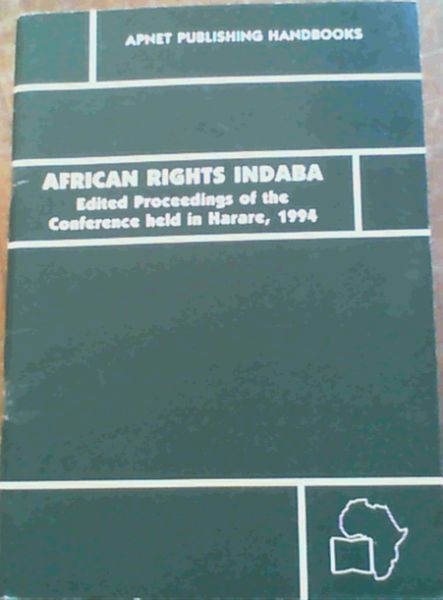 APNET PUBLISHING HANDBOOKS
AFRICAN RIGHTS INDABA
Edited Proceedings of the
Conference held in Harare, 1994